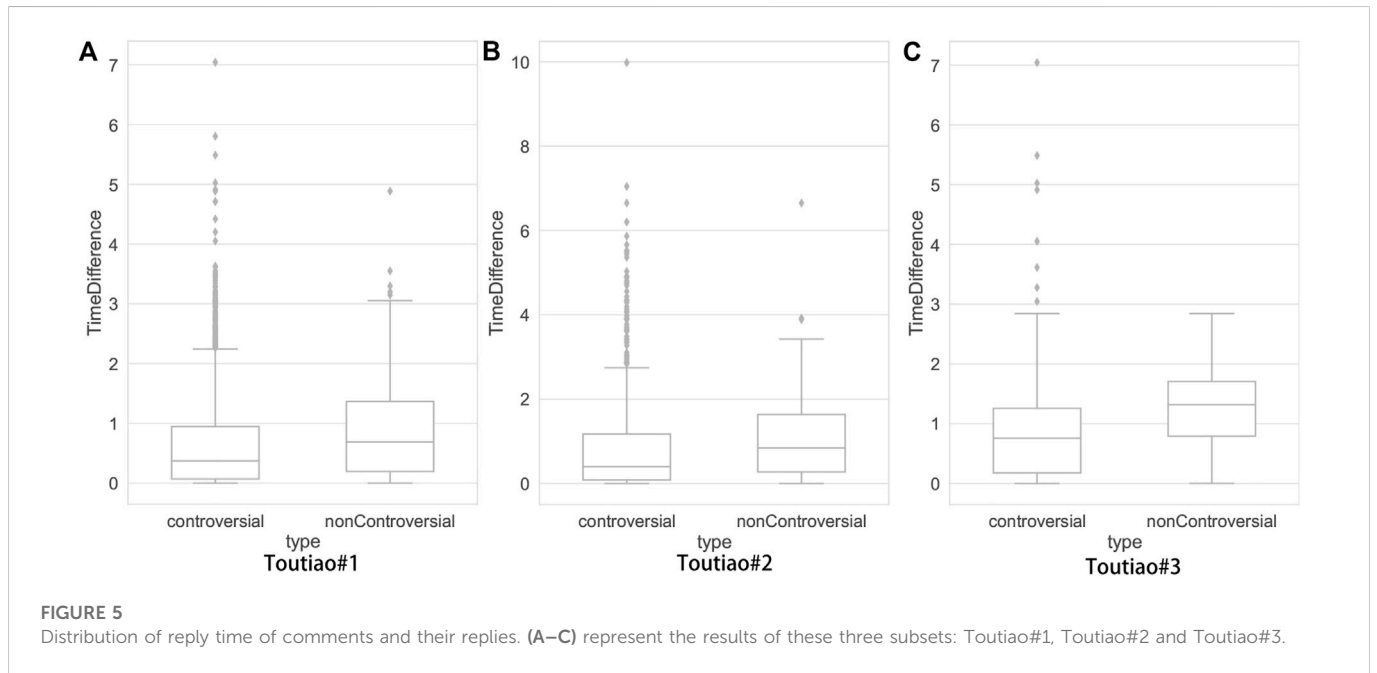 A
7
6
5
4
3
2
1
0
TimeDifference
controversial nonControversial
type
Toutiao#1
B
10
8
6
4
2
0
TimeDifference
controversial nonControversial
type
Toutiao#2
C
7
6
5
4
3
2
1
0
TimeDifference
controversial nonControversial
type
Toutiao#3
FIGURE 5
Distribution of reply time of comments and their replies. (A–C) represent the results of these three subsets: Toutiao#1, Toutiao#2 and Toutiao#3.